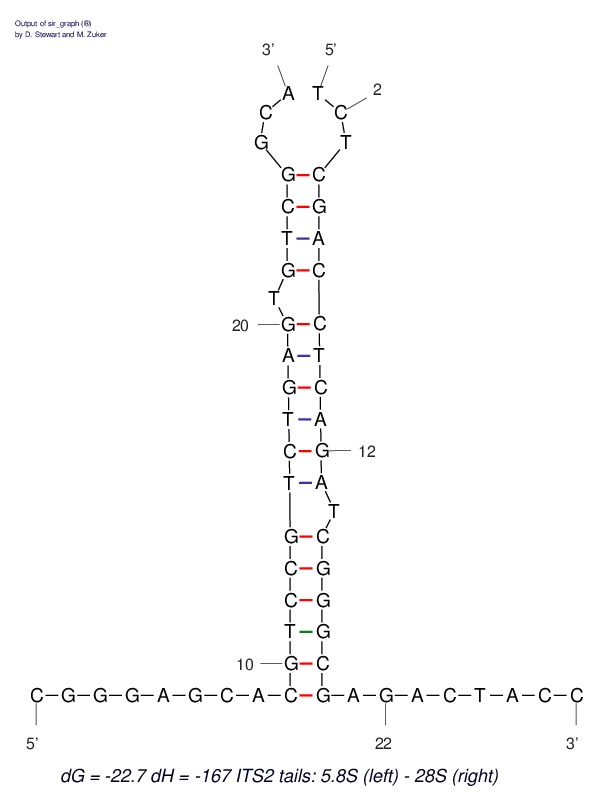 Output of sir_graph (®)
by D. Stewart and M. Zuker
3' 5'
A T 2
C C
G T
G C
C G
T A
G C
T
20 G C
A T
G C
T A
C G 12
T A
T
G C
C G
C G
T G
10 G C
C G G G A G C A C G A G A C T A C C
5' 22 3'
dG = -22.7 dH = -167 ITS2 tails: 5.8S (left) - 28S (right)